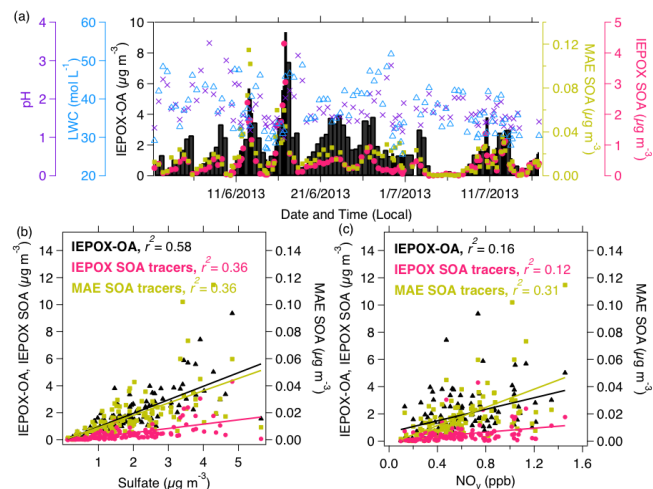 (a)
pH
4
3
2
1
0
LWC (mol L⁻¹)
60
50
40
30
20
IEPOX-OA (µg m⁻³)
10
8
6
4
2
0
MAE SOA (µg m⁻³)
0.12
0.08
0.04
0.00
IEPOX SOA (µg m⁻³)
5
4
3
2
1
0
11/6/2013 21/6/2013 1/7/2013 11/7/2013
Date and Time (Local)
(b)
IEPOX-OA, r² = 0.58
IEPOX SOA tracers, r² = 0.36
MAE SOA tracers, r² = 0.36
IEPOX-OA, IEPOX SOA (µg m⁻³)
14
12
10
8
6
4
2
0
MAE SOA (µg m⁻³)
0.14
0.12
0.10
0.08
0.06
0.04
0.02
0.00
1 2 3 4 5
Sulfate (µg m⁻³)
(c)
IEPOX-OA, r² = 0.16
IEPOX SOA tracers, r² = 0.12
MAE SOA tracers, r² = 0.31
IEPOX-OA, IEPOX SOA (µg m⁻³)
14
12
10
8
6
4
2
0
MAE SOA (µg m⁻³)
0.14
0.12
0.10
0.08
0.06
0.04
0.02
0.00
0.0 0.4 0.8 1.2 1.6
NOy (ppb)